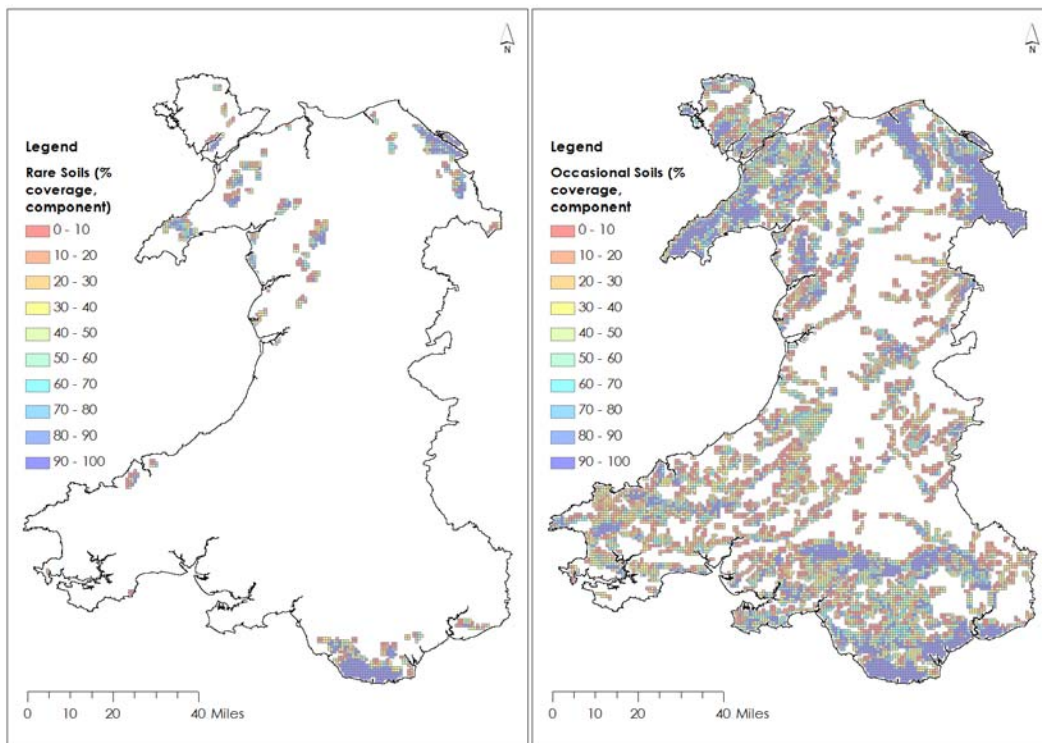 N
Legend
Rare Soils (%
coverage,
component)
0 - 10
10 - 20
20 - 30
30 - 40
40 - 50
50 - 60
60 - 70
70 - 80
80 - 90
90 - 100
0 10 20 40 Miles
N
Legend
Occasional Soils (%
coverage,
component
0 - 10
10 - 20
20 - 30
30 - 40
40 - 50
50 - 60
60 - 70
70 - 80
80 - 90
90 - 100
0 10 20 40 Miles